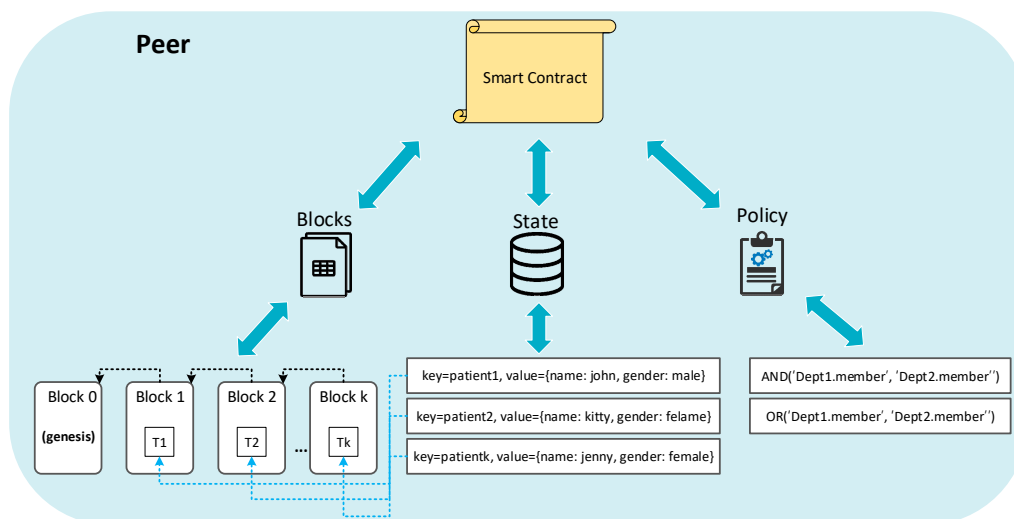 Peer
Smart Contract
Blocks
State
Policy
Block 0
(genesis)
Block 1
T1
Block 2
T2
...
Block k
Tk
key=patient1, value={name: john, gender: male}
key=patient2, value={name: kitty, gender: felame}
key=patientk, value={name: jenny, gender: female}
AND('Dept1.member', 'Dept2.member'')
OR('Dept1.member', 'Dept2.member'')